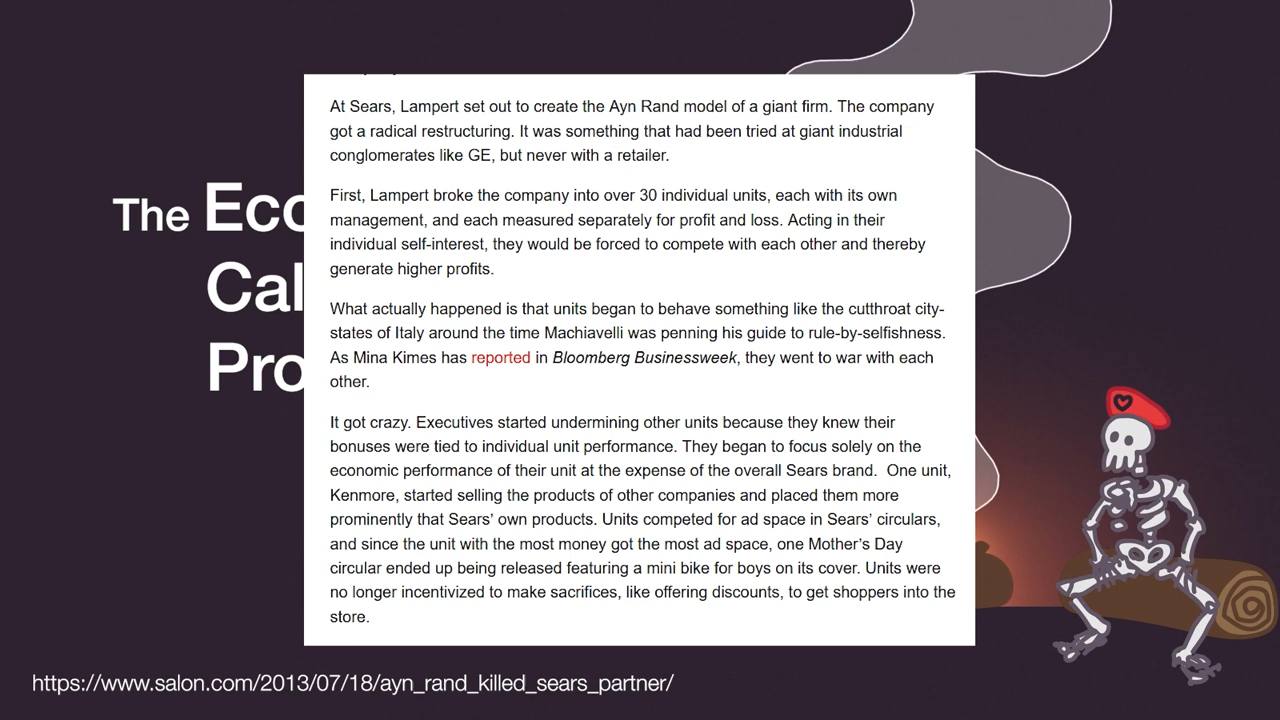 At Sears, Lampert set out to create the Ayn Rand model of a giant firm. The company
got a radical restructuring. It was something that had been tried at giant industrial
conglomerates like GE, but never with a retailer.
First, Lampert broke the company into over 30 individual units, each with its own
management, and each measured separately for profit and loss. Acting in their
individual self-interest, they would be forced to compete with each other and thereby
generate higher profits.
What actually happened is that units began to behave something like the cutthroat city-
states of Italy around the time Machiavelli was penning his guide to rule-by-selfishness.
As Mina Kimes has reported in Bloomberg Businessweek, they went to war with each
other.
It got crazy. Executives started undermining other units because they knew their
bonuses were tied to individual unit performance. They began to focus solely on the
economic performance of their unit at the expense of the overall Sears brand.  One unit,
Kenmore, started selling the products of other companies and placed them more
prominently that Sears’ own products. Units competed for ad space in Sears’ circulars,
and since the unit with the most money got the most ad space, one Mother’s Day
circular ended up being released featuring a mini bike for boys on its cover. Units were
no longer incentivized to make sacrifices, like offering discounts, to get shoppers into the
store.
The Eco
Cal
Pro
https://www.salon.com/2013/07/18/ayn_rand_killed_sears_partner/